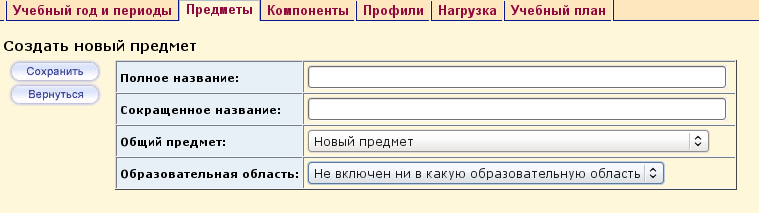 Учебный год и периоды Предметы Компоненты Профили Нагрузка Учебный план
Создать новый предмет
Сохранить
Вернуться
Полное название:
Сокращенное название:
Общий предмет: Новый предмет
Образовательная область: Не включен ни в какую образовательную область